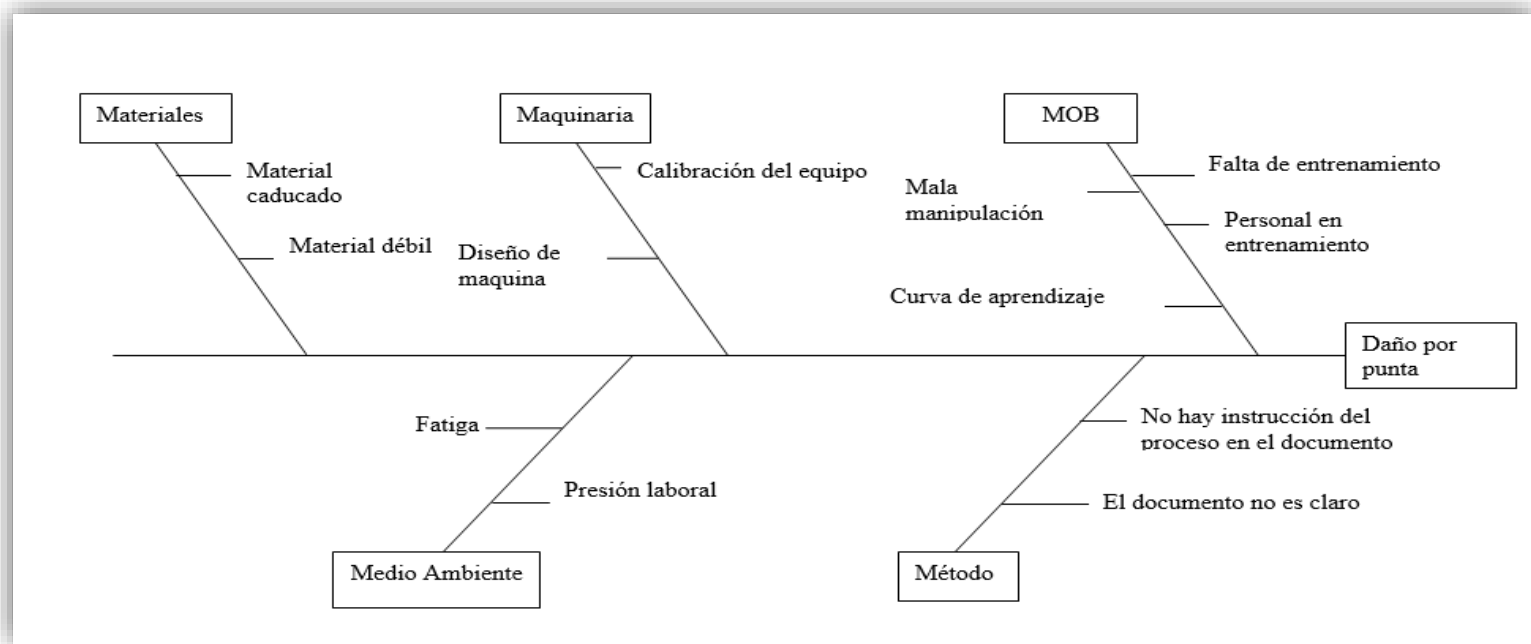 Materiales
Maquinaria
MOB
Material
caducado
Calibración del equipo
Falta de entrenamiento
Mala
manipulación
Material débil
Diseño de
maquina
Personal en
entrenamiento
Curva de aprendizaje
Daño por
punta
Fatiga
No hay instrucción del
proceso en el documento
Presión laboral
El documento no es claro
Medio Ambiente
Método